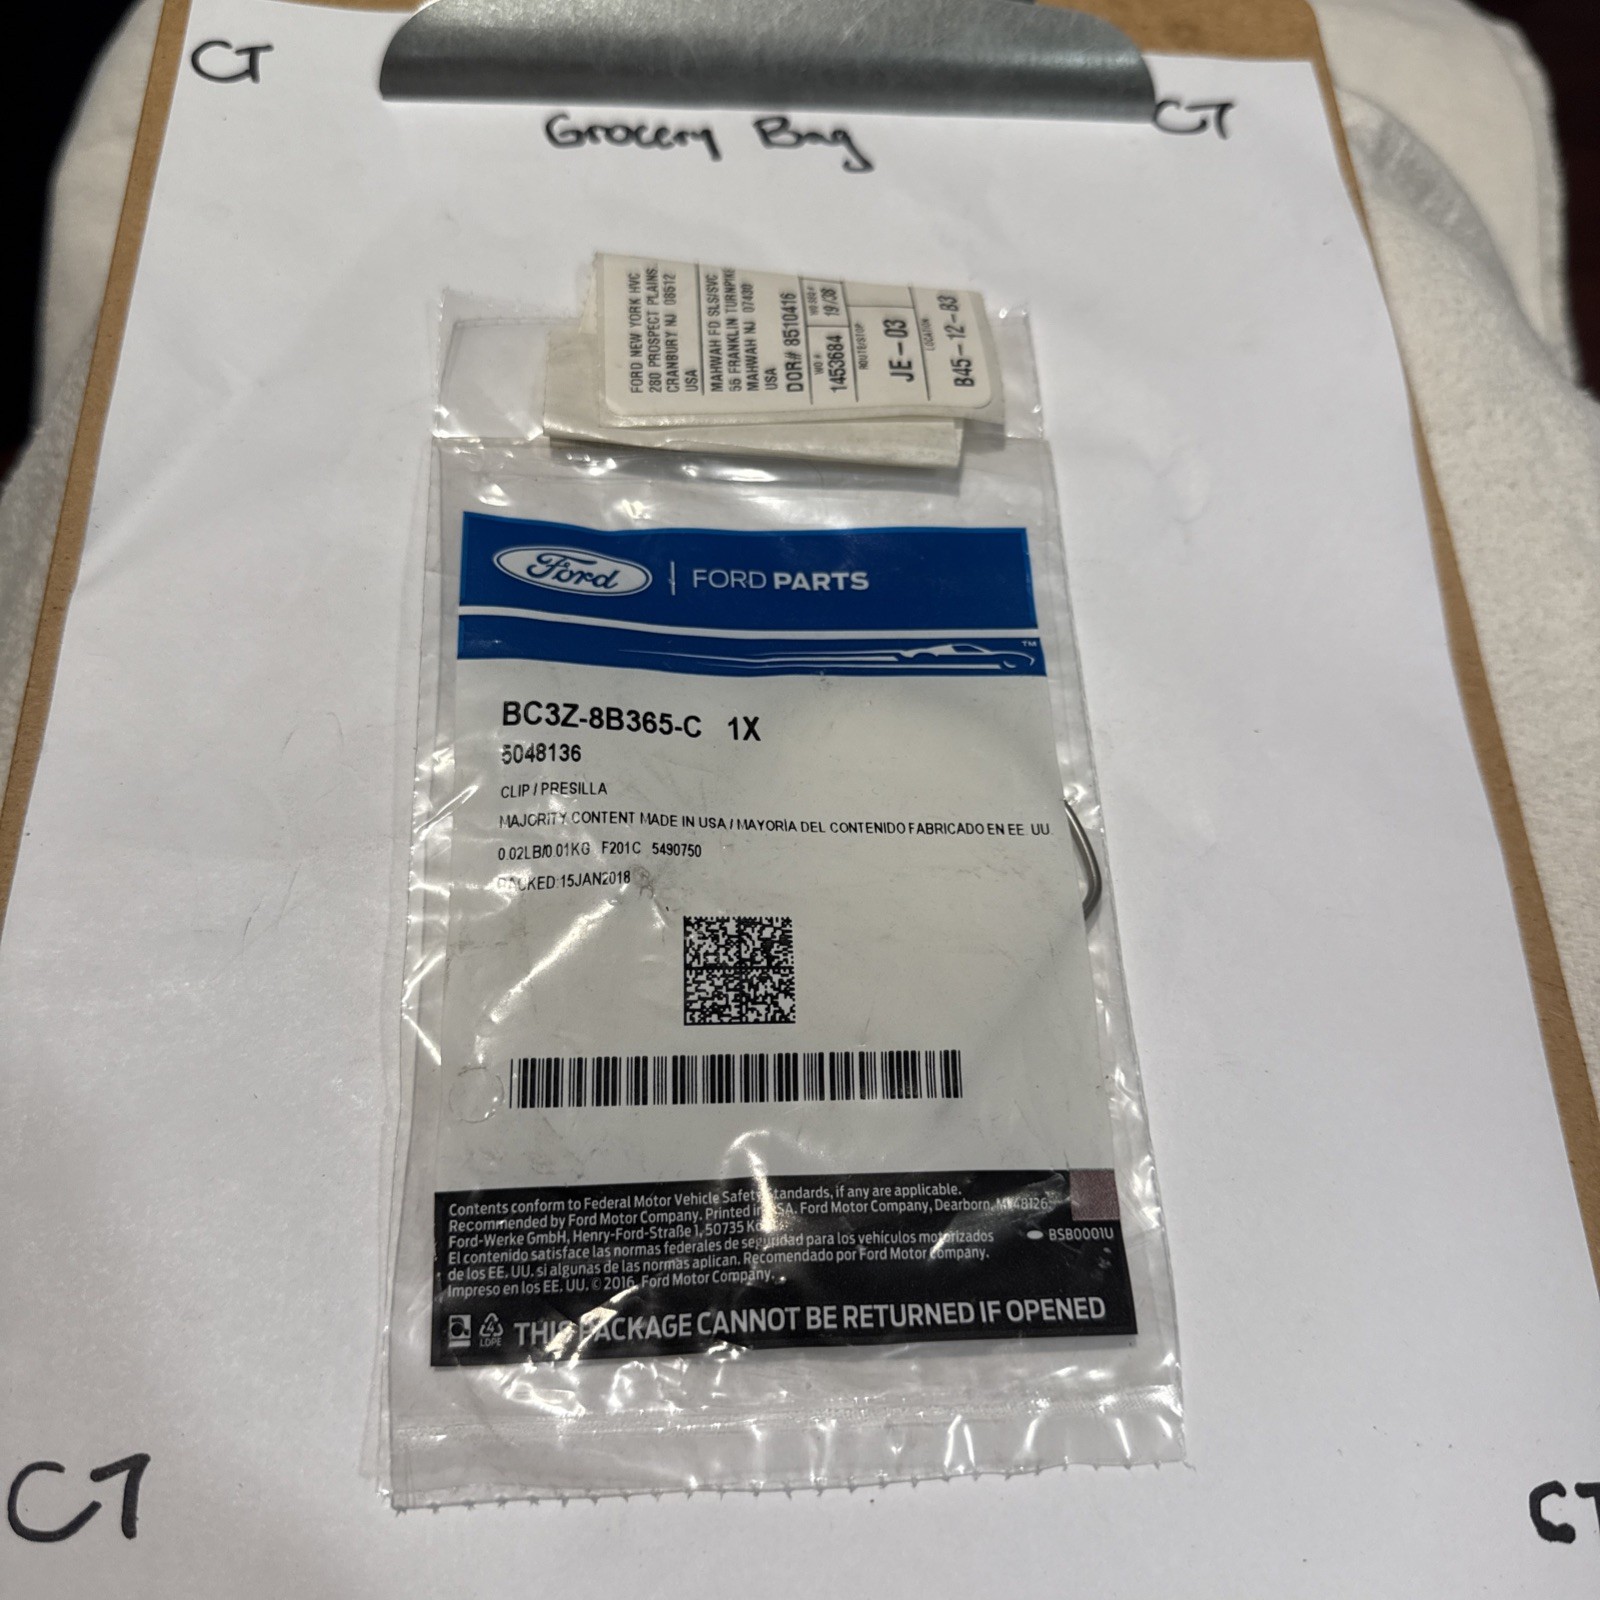 CT
CT
Grocery Bag
FORD NEW YORK HVC
280 PROSPECT PLAINS
CRANBURY NJ 08512
USA
MAHWAH FD SLS/SVC
55 FRANKLIN TURNPIKE
MAHWAH NJ 07430
USA
DOR# 8510416
WO #
1453684 19/38
ROUTE/STOP
JE-03
LOCATION
B45-12-83
Ford | FORD PARTS
TM
BC3Z-8B365-C 1X
5048136
CLIP / PRESILLA
MAJORITY CONTENT MADE IN USA / MAYORÍA DEL CONTENIDO FABRICADO EN EE. UU.
0.02LB/0.01KG F201C 5490750
PACKED:15JAN2018
Contents conform to Federal Motor Vehicle Safety Standards, if any are applicable.
Recommended by Ford Motor Company. Printed in USA. Ford Motor Company, Dearborn, MI 48126
Ford-Werke GmbH, Henry-Ford-Straße 1, 50735
El contenido satisface las normas federales de seguridad para los vehículos motorizados
de los EE. UU. si algunas de las normas aplican. Recomendado por Ford Motor Company.
Impreso en los EE. UU. © 2016, Ford Motor Company.
BSB0001U
4
LDPE
THIS PACKAGE CANNOT BE RETURNED IF OPENED
CT
CT